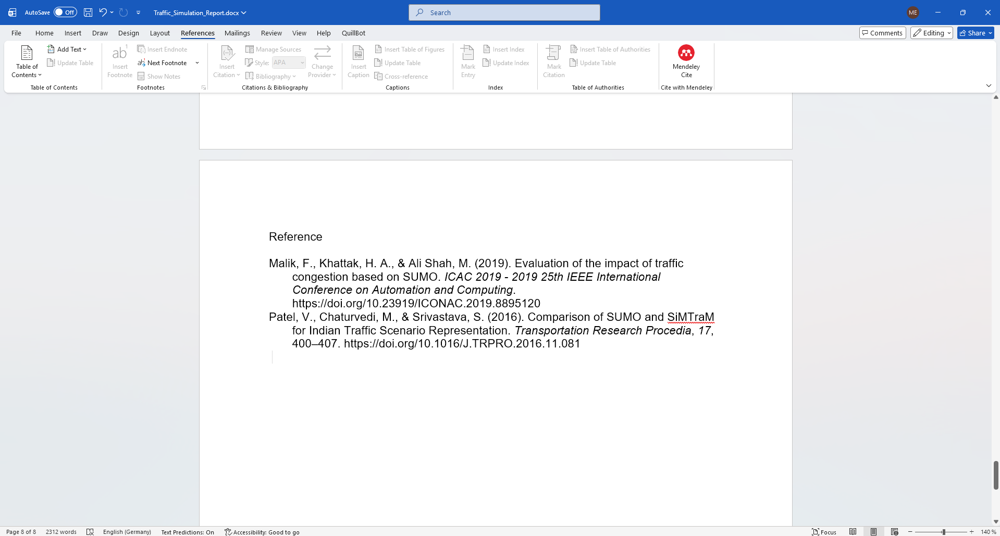 AutoSave Off Traffic_Simulation_Report.docx Search ME
File Home Insert Draw Design Layout References Mailings Review View Help QuillBot Comments Editing Share
Table of Contents
Add Text
Update Table
Table of Contents
ab 1
Insert Footnote
Insert Endnote
ab Next Footnote
Show Notes
Footnotes
Insert Citation
Manage Sources
Style: APA
Bibliography
Change Provider
Citations & Bibliography
Insert Caption
Insert Table of Figures
Update Table
Cross-reference
Captions
Mark Entry
Insert Index
Update Index
Index
Mark Citation
Insert Table of Authorities
Update Table
Table of Authorities
Mendeley Cite
Cite with Mendeley
Reference
Malik, F., Khattak, H. A., & Ali Shah, M. (2019). Evaluation of the impact of traffic
congestion based on SUMO. ICAC 2019 - 2019 25th IEEE International
Conference on Automation and Computing.
https://doi.org/10.23919/ICONAC.2019.8895120
Patel, V., Chaturvedi, M., & Srivastava, S. (2016). Comparison of SUMO and SiMTraM
for Indian Traffic Scenario Representation. Transportation Research Procedia, 17,
400–407. https://doi.org/10.1016/J.TRPRO.2016.11.081
Page 8 of 8 2312 words English (Germany) Text Predictions: On Accessibility: Good to go Focus 140 %